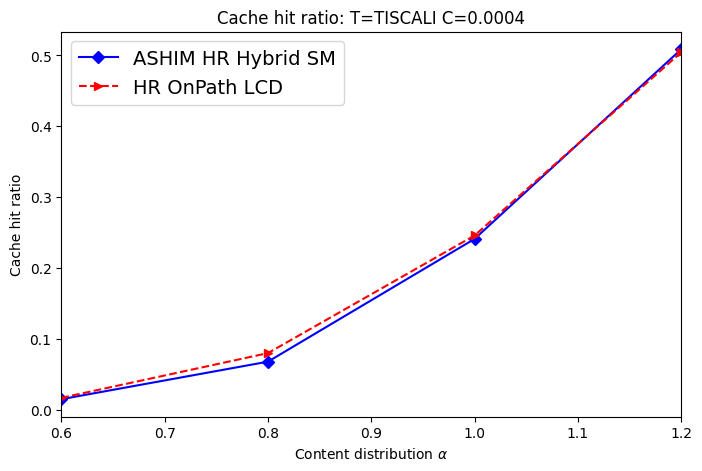 Cache hit ratio: T=TISCALI C=0.0004
ASHIM HR Hybrid SM
HR OnPath LCD
Cache hit ratio
0.5
0.4
0.3
0.2
0.1
0.0
0.6 0.7 0.8 0.9 1.0 1.1 1.2
Content distribution α